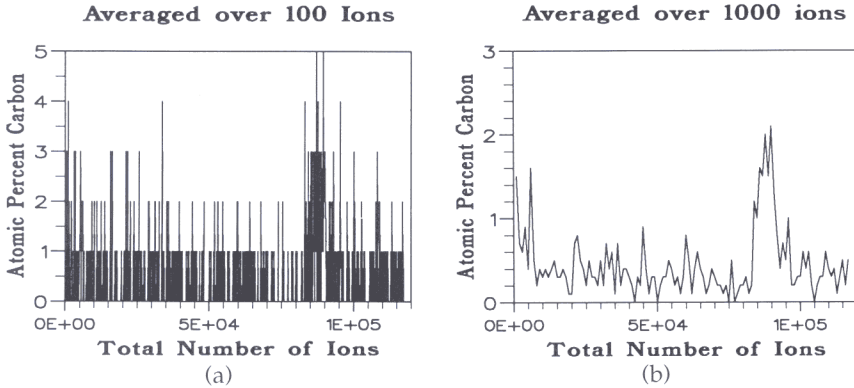 Averaged over 100 Ions
Atomic Percent Carbon
5
4
3
2
1
0
0E+00 5E+04 1E+05
Total Number of Ions
(a)
Averaged over 1000 ions
Atomic Percent Carbon
3
2
1
0
0E+00 5E+04 1E+05
Total Number of Ions
(b)